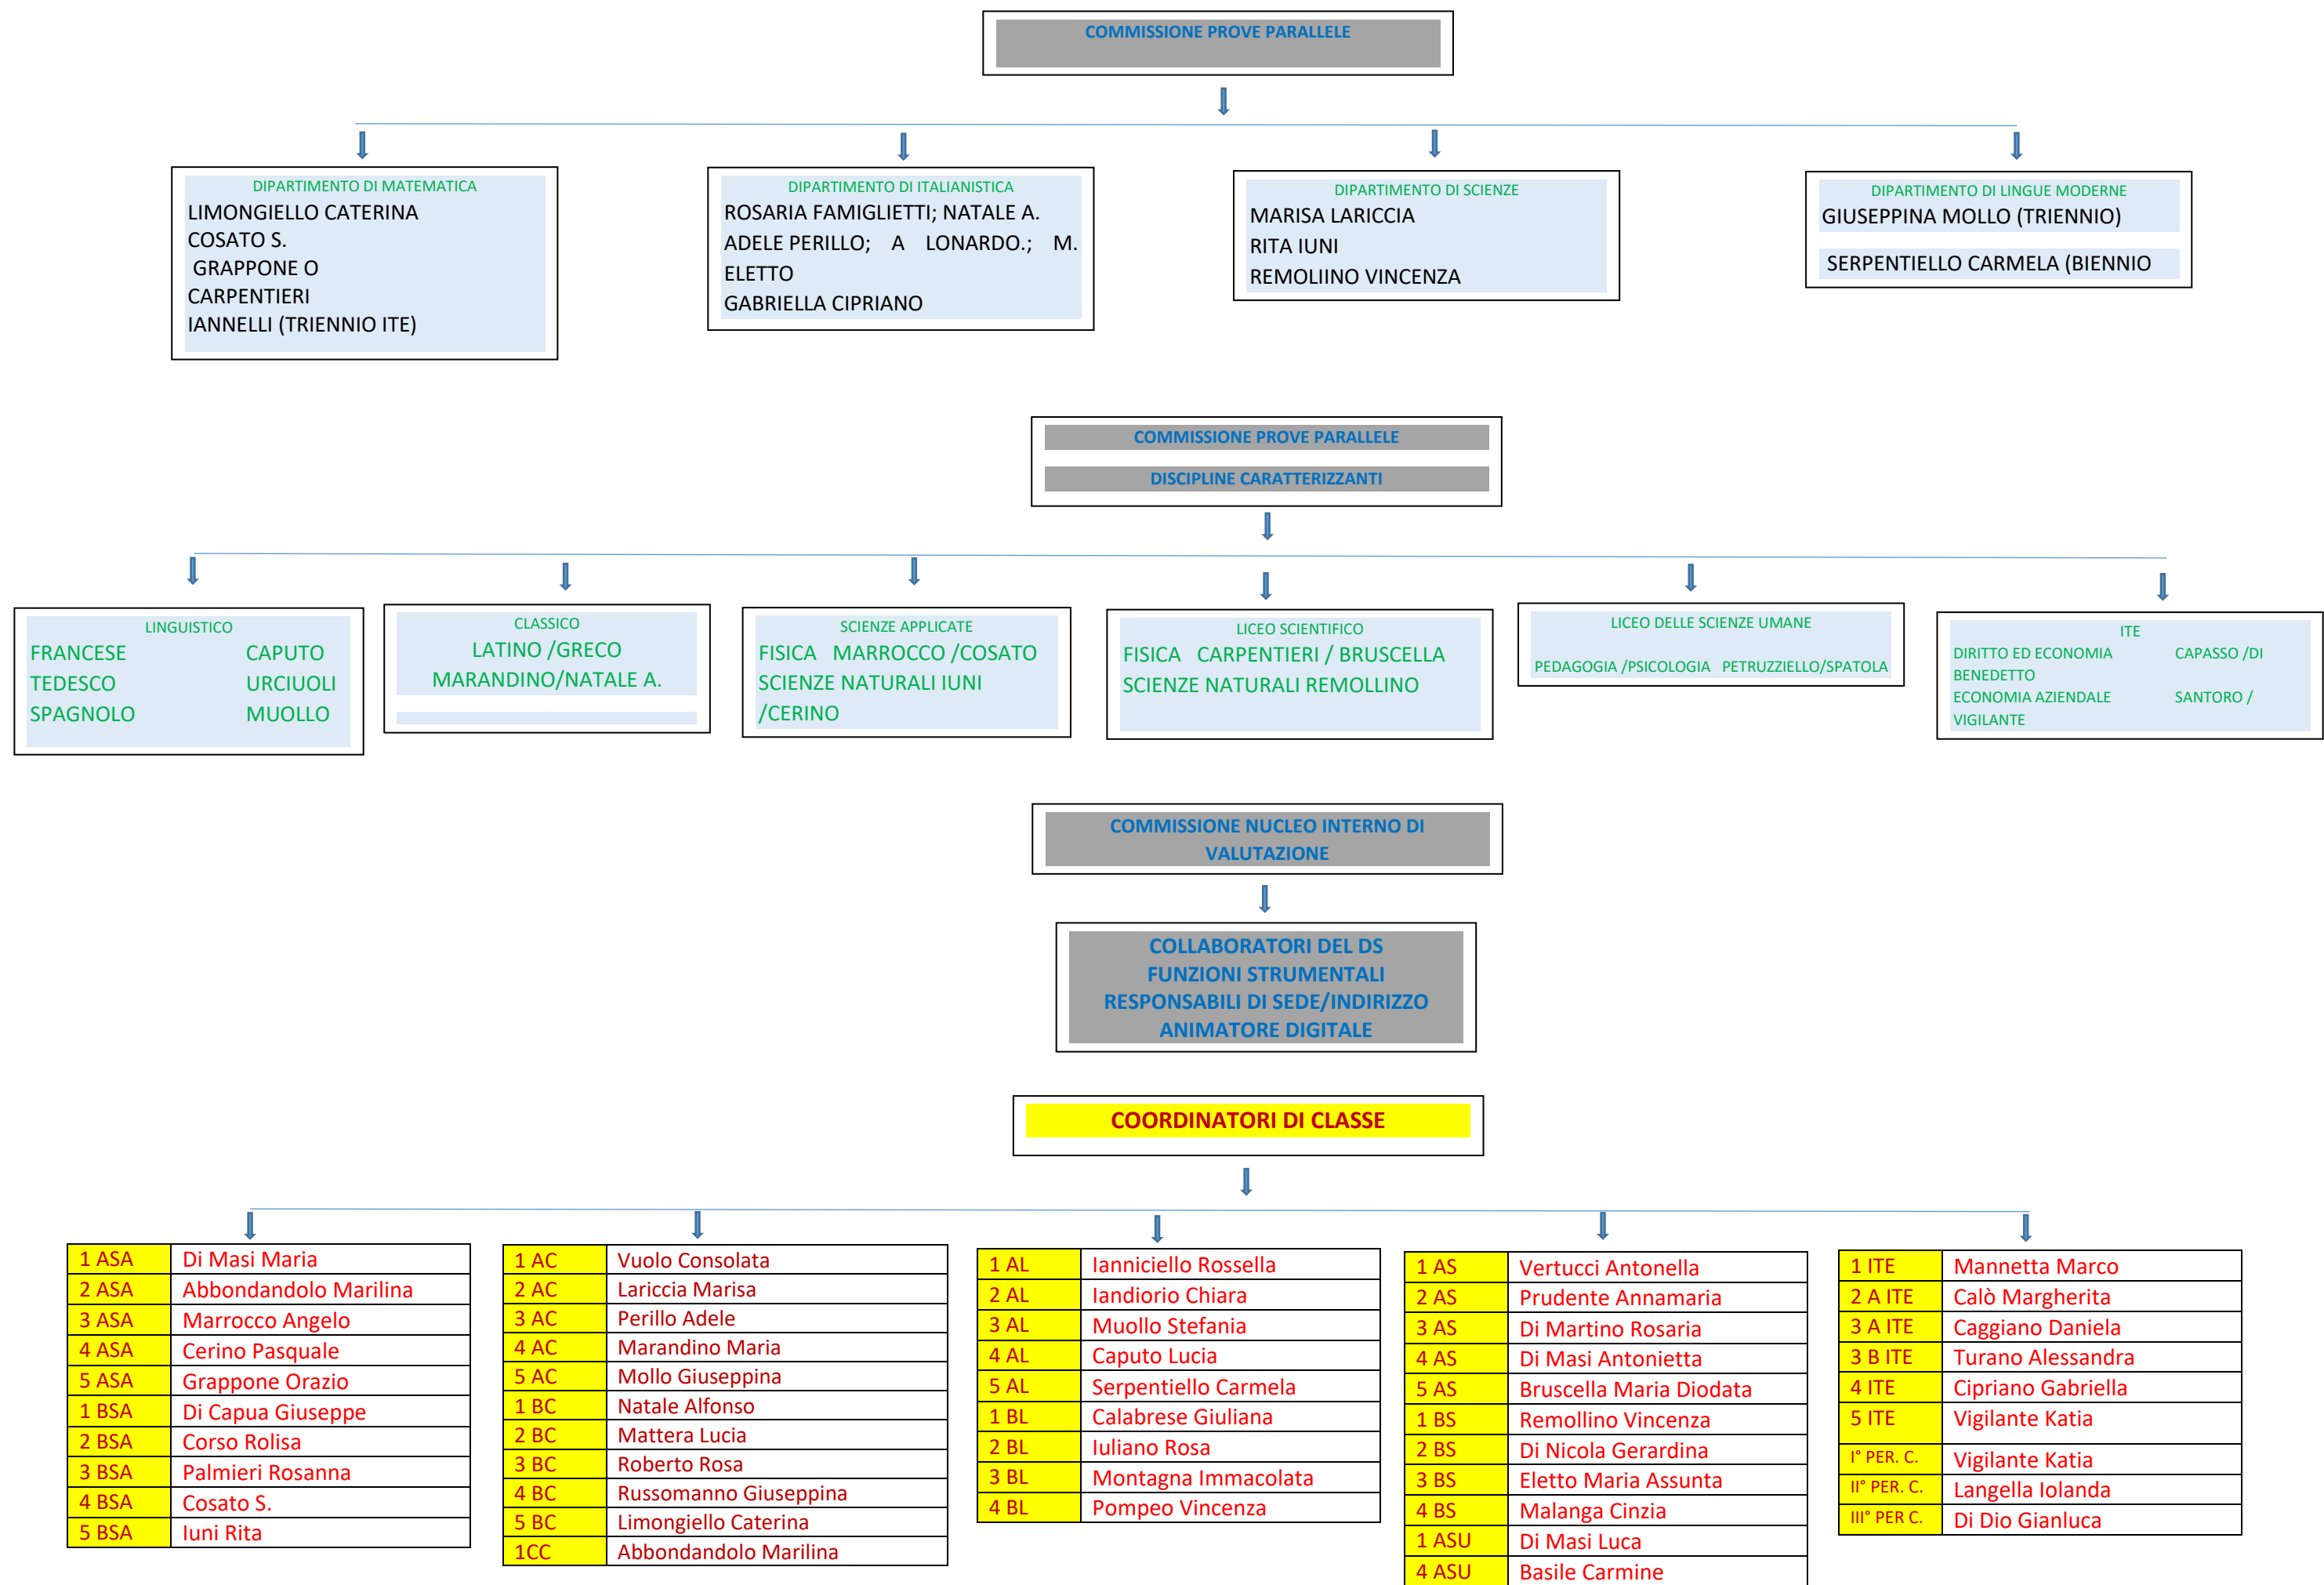 COMMISSIONE PROVE PARALLELE
DIPARTIMENTO DI MATEMATICA
LIMONGIELLO CATERINA
COSATO S.
GRAPPONE O
CARPENTIERI
IANNELLI (TRIENNIO ITE)
DIPARTIMENTO DI ITALIANISTICA
ROSARIA FAMIGLIETTI; NATALE A.
ADELE PERILLO; A LONARDO.; M.
ELETTO
GABRIELLA CIPRIANO
DIPARTIMENTO DI SCIENZE
MARISA LARICCIA
RITA IUNI
REMOLIINO VINCENZA
DIPARTIMENTO DI LINGUE MODERNE
GIUSEPPINA MOLLO (TRIENNIO)
SERPENTIELLO CARMELA (BIENNIO
COMMISSIONE PROVE PARALLELE
DISCIPLINE CARATTERIZZANTI
LINGUISTICO
FRANCESE CAPUTO
TEDESCO URCIUOLI
SPAGNOLO MUOLLO
CLASSICO
LATINO /GRECO
MARANDINO/NATALE A.
SCIENZE APPLICATE
FISICA MARROCCO /COSATO
SCIENZE NATURALI IUNI
/CERINO
LICEO SCIENTIFICO
FISICA CARPENTIERI / BRUSCELLA
SCIENZE NATURALI REMOLLINO
LICEO DELLE SCIENZE UMANE
PEDAGOGIA /PSICOLOGIA PETRUZZIELLO/SPATOLA
ITE
DIRITTO ED ECONOMIA CAPASSO /DI
BENEDETTO
ECONOMIA AZIENDALE SANTORO /
VIGILANTE
COMMISSIONE NUCLEO INTERNO DI
VALUTAZIONE
COLLABORATORI DEL DS
FUNZIONI STRUMENTALI
RESPONSABILI DI SEDE/INDIRIZZO
ANIMATORE DIGITALE
COORDINATORI DI CLASSE
1 ASA Di Masi Maria
2 ASA Abbondandolo Marilina
3 ASA Marrocco Angelo
4 ASA Cerino Pasquale
5 ASA Grappone Orazio
1 BSA Di Capua Giuseppe
2 BSA Corso Rolisa
3 BSA Palmieri Rosanna
4 BSA Cosato S.
5 BSA Iuni Rita
1 AC Vuolo Consolata
2 AC Lariccia Marisa
3 AC Perillo Adele
4 AC Marandino Maria
5 AC Mollo Giuseppina
1 BC Natale Alfonso
2 BC Mattera Lucia
3 BC Roberto Rosa
4 BC Russomanno Giuseppina
5 BC Limongiello Caterina
1CC Abbondandolo Marilina
1 AL Ianniciello Rossella
2 AL Iandiorio Chiara
3 AL Muollo Stefania
4 AL Caputo Lucia
5 AL Serpentiello Carmela
1 BL Calabrese Giuliana
2 BL Iuliano Rosa
3 BL Montagna Immacolata
4 BL Pompeo Vincenza
1 AS Vertucci Antonella
2 AS Prudente Annamaria
3 AS Di Martino Rosaria
4 AS Di Masi Antonietta
5 AS Bruscella Maria Diodata
1 BS Remollino Vincenza
2 BS Di Nicola Gerardina
3 BS Eletto Maria Assunta
4 BS Malanga Cinzia
1 ASU Di Masi Luca
4 ASU Basile Carmine
1 ITE Mannetta Marco
2 A ITE Calò Margherita
3 A ITE Caggiano Daniela
3 B ITE Turano Alessandra
4 ITE Cipriano Gabriella
5 ITE Vigilante Katia
I° PER. C. Vigilante Katia
II° PER. C. Langella Iolanda
III° PER C. Di Dio Gianluca